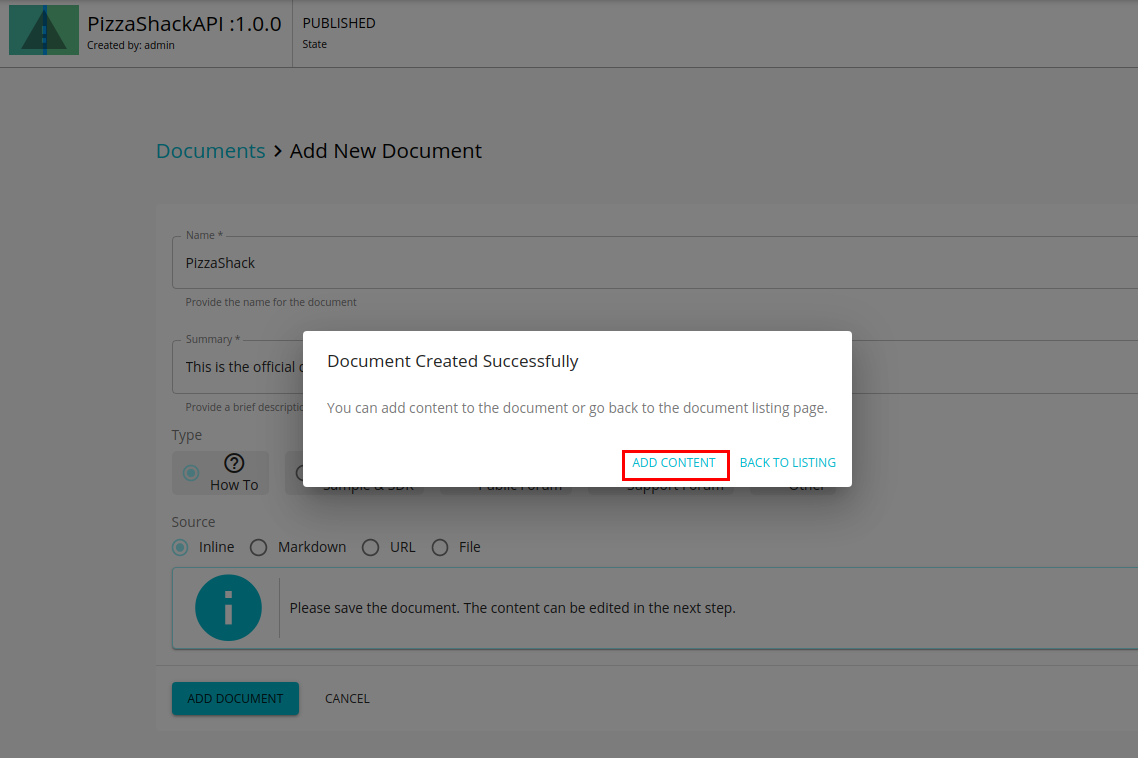 PizzaShackAPI :1.0.0
Created by: admin
PUBLISHED
State
Documents > Add New Document
Name *
PizzaShack
Provide the name for the document
Summary *
This is the official
Provide a brief
Document Created Successfully
You can add content to the document or go back to the document listing page.
ADD CONTENT BACK TO LISTING
Type
How To
Sample & SDK Public Forum Support Forum Other
Source
Inline Markdown URL File
Please save the document. The content can be edited in the next step.
ADD DOCUMENT CANCEL